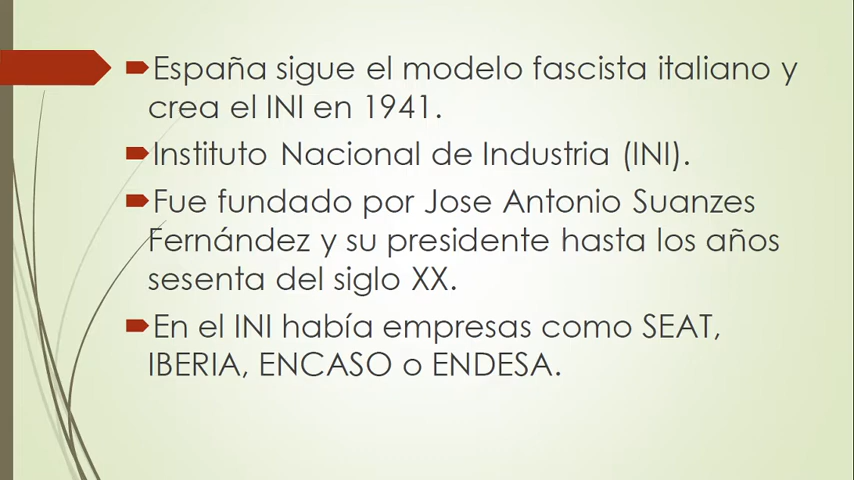 España sigue el modelo fascista italiano y
crea el INI en 1941.
Instituto Nacional de Industria (INI).
Fue fundado por Jose Antonio Suanzes
Fernández y su presidente hasta los años
sesenta del siglo XX.
En el INI había empresas como SEAT,
IBERIA, ENCASO o ENDESA.